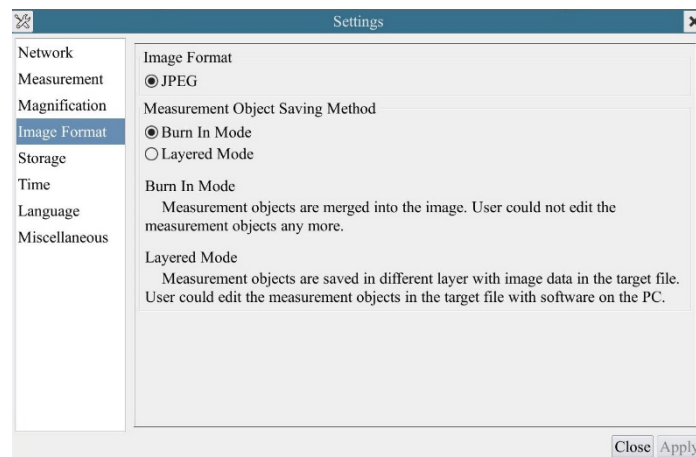 Settings
Network
Measurement
Magnification
Image Format
Storage
Time
Language
Miscellaneous
Image Format
JPEG
Measurement Object Saving Method
Burn In Mode
Layered Mode
Burn In Mode
Measurement objects are merged into the image. User could not edit the
measurement objects any more.
Layered Mode
Measurement objects are saved in different layer with image data in the target file.
User could edit the measurement objects in the target file with software on the PC.
Close Apply